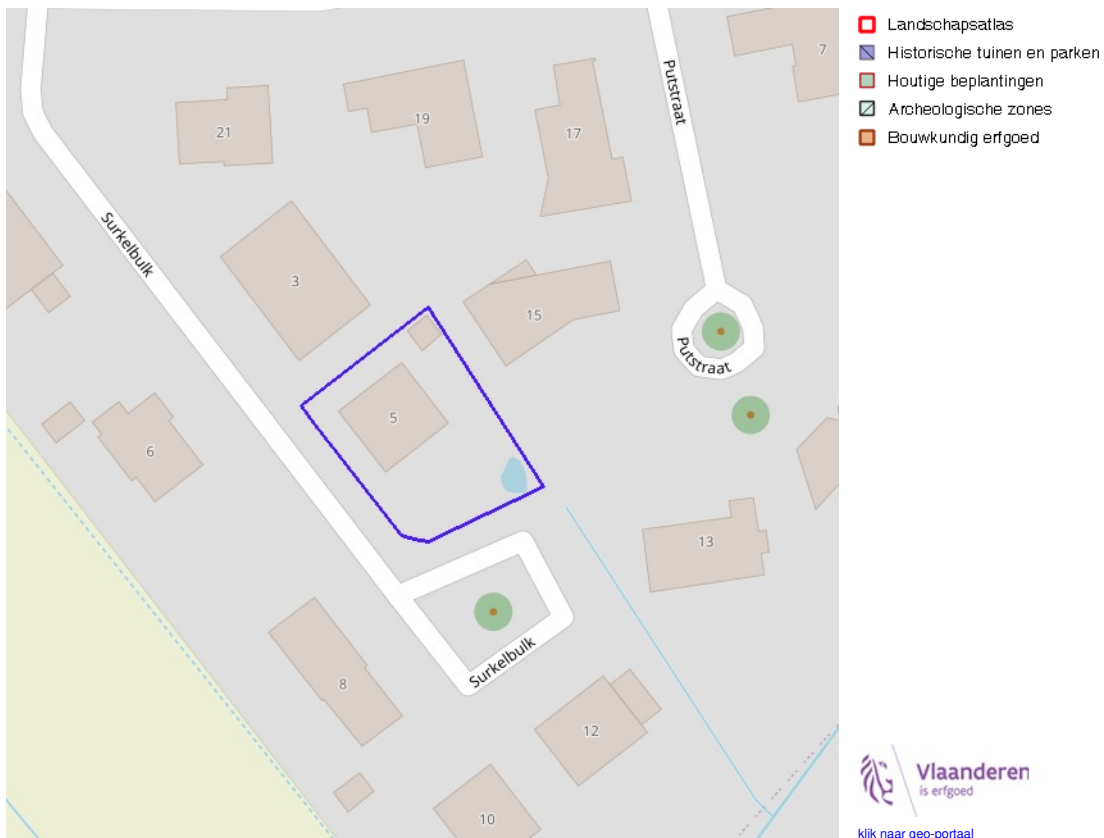 Putstraat
7
21
19
17
Surkelbulk
3
15
Putstraat
5
6
13
8
Surkelbulk
12
10
Landschapsatlas
Historische tuinen en parken
Houtige beplantingen
Archeologische zones
Bouwkundig erfgoed
Vlaanderen
is erfgoed
klik naar geo-portaal